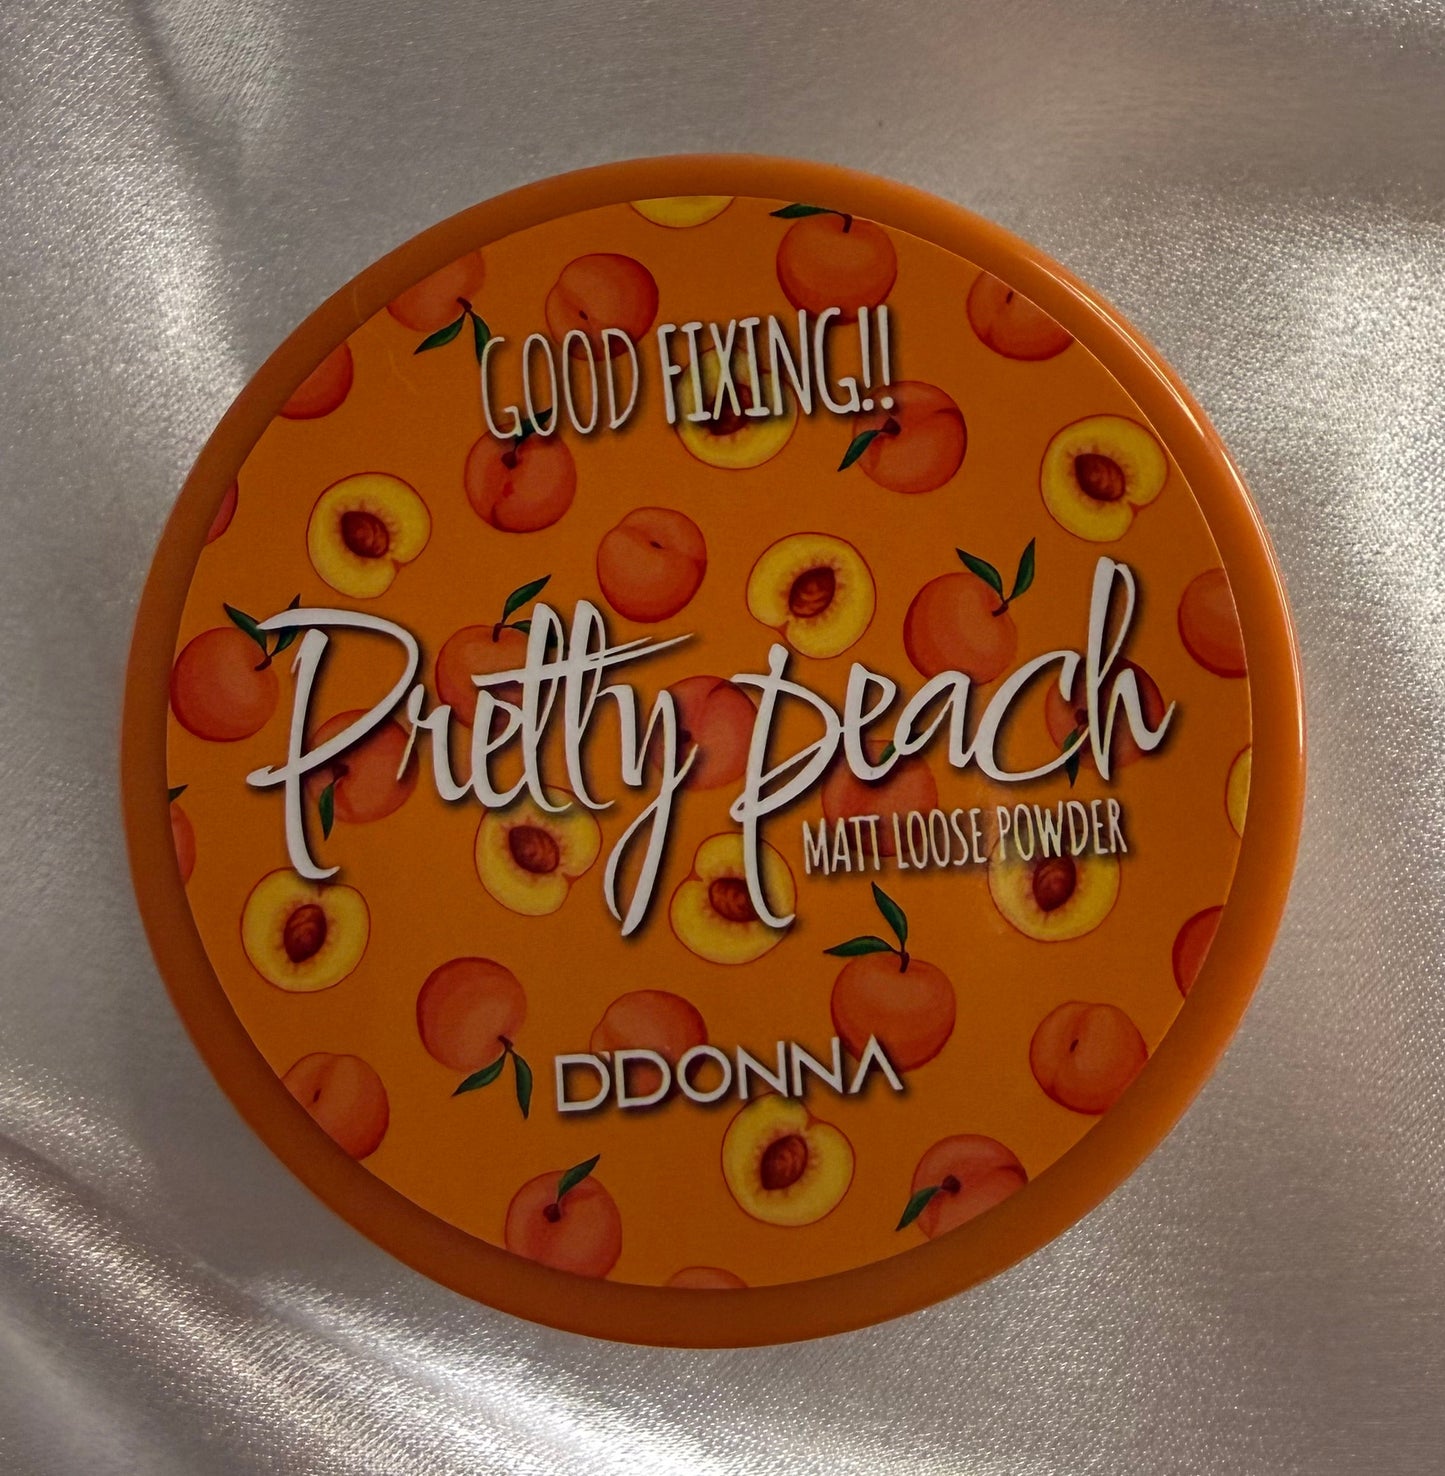 GOOD FIXING!!
Pretty peach
MATT LOOSE POWDER
D'DONNA